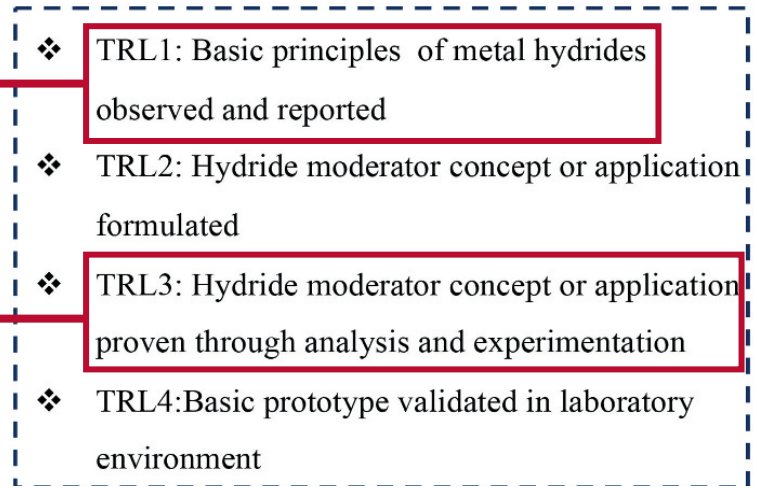 ❖ TRL1: Basic principles of metal hydrides
observed and reported
❖ TRL2: Hydride moderator concept or application
formulated
❖ TRL3: Hydride moderator concept or application
proven through analysis and experimentation
❖ TRL4:Basic prototype validated in laboratory
environment